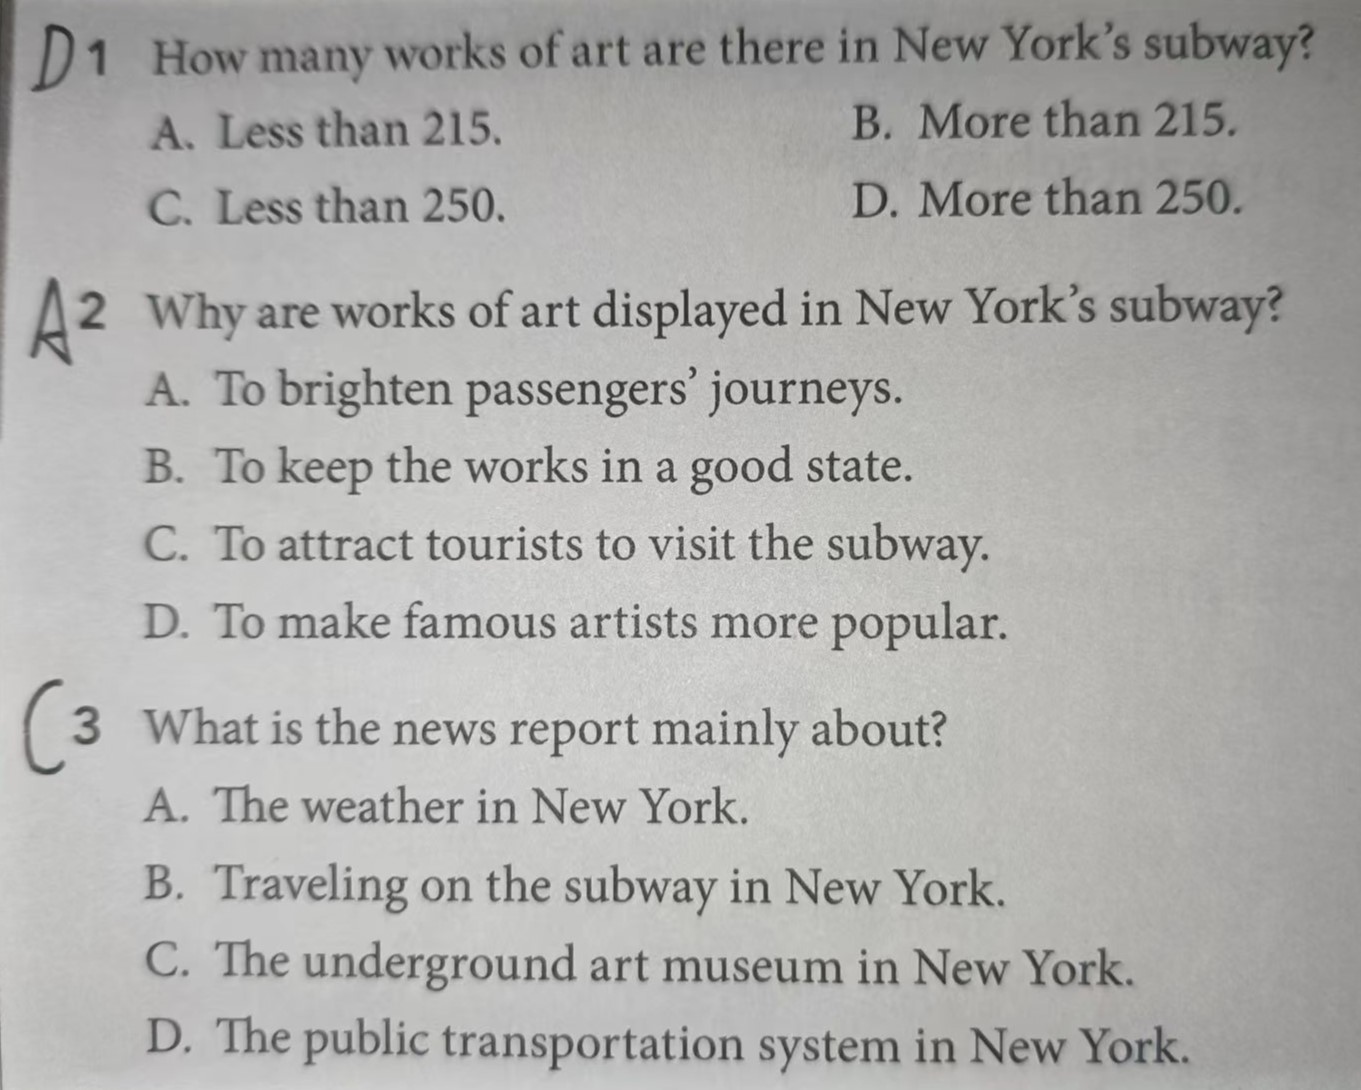 D 1 How many works of art are there in New York's subway?
A. Less than 215. B. More than 215.
C. Less than 250. D. More than 250.
A 2 Why are works of art displayed in New York's subway?
A. To brighten passengers' journeys.
B. To keep the works in a good state.
C. To attract tourists to visit the subway.
D. To make famous artists more popular.
C 3 What is the news report mainly about?
A. The weather in New York.
B. Traveling on the subway in New York.
C. The underground art museum in New York.
D. The public transportation system in New York.